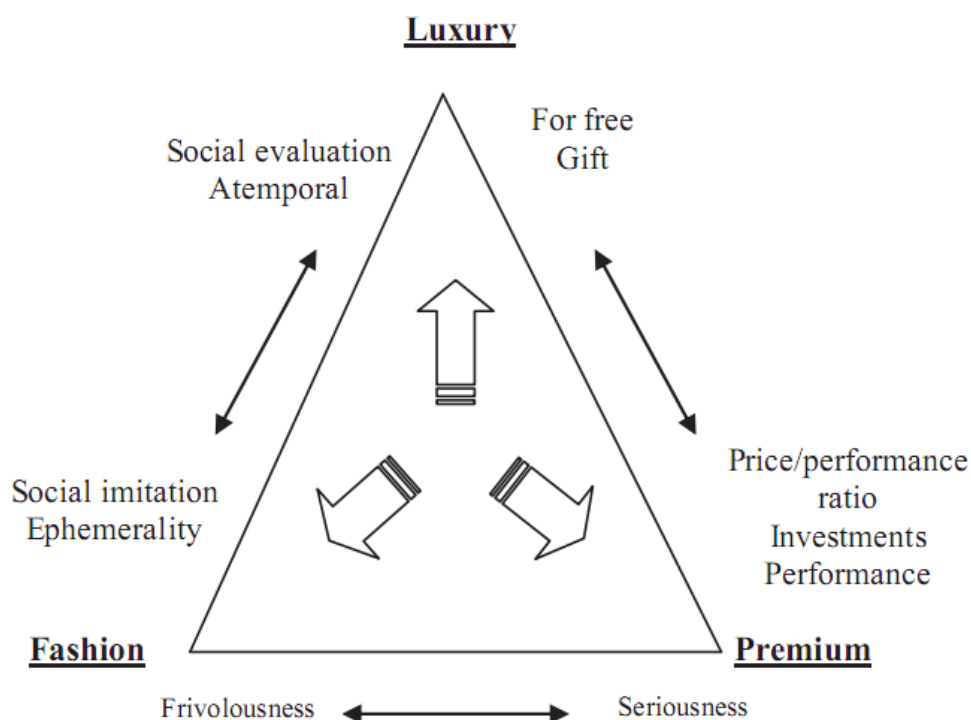 Luxury
For free
Gift
Social evaluation
Atemporal
Price/performance
ratio
Investments
Performance
Social imitation
Ephemerality
Fashion
Premium
Frivolousness
Seriousness